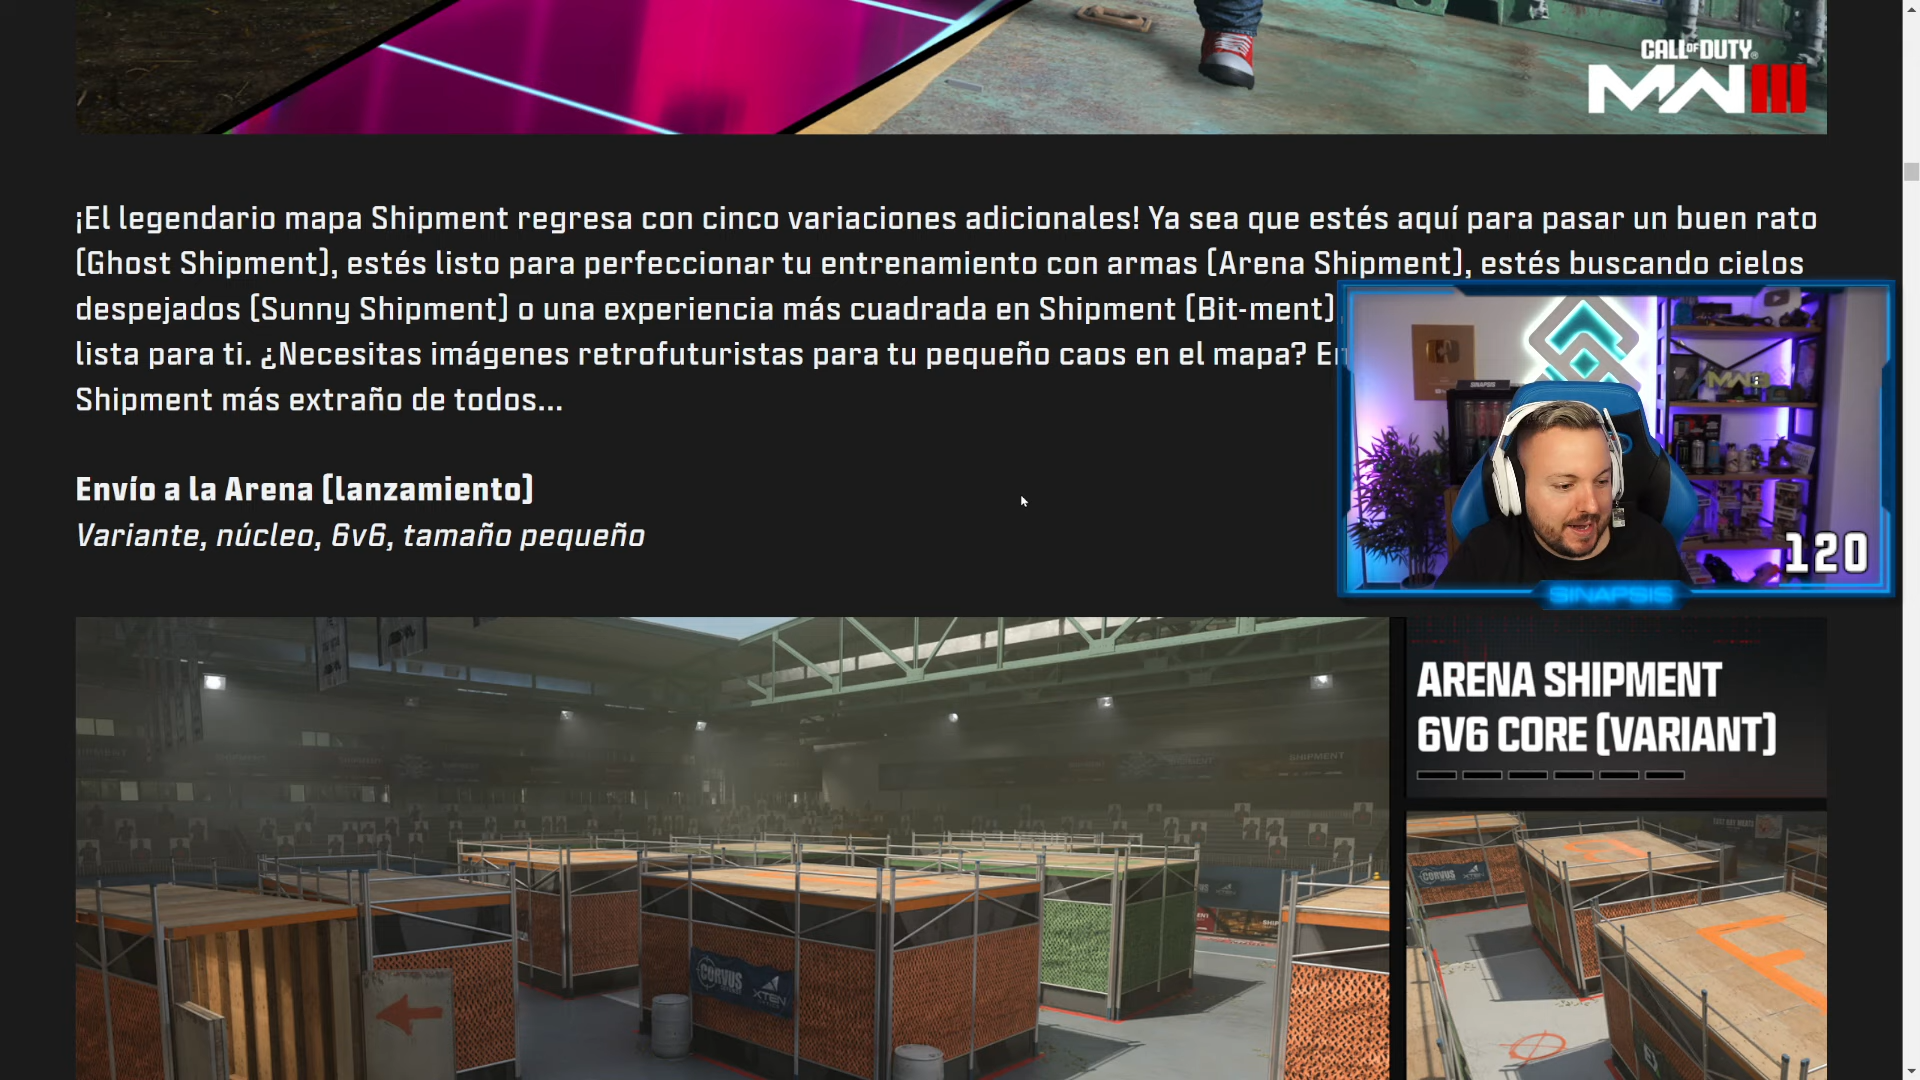 CALL OF DUTY
MWIII
¡El legendario mapa Shipment regresa con cinco variaciones adicionales! Ya sea que estés aquí para pasar un buen rato
(Ghost Shipment), estés listo para perfeccionar tu entrenamiento con armas (Arena Shipment), estés buscando cielos
despejados (Sunny Shipment) o una experiencia más cuadrada en Shipment (Bit-ment)
lista para ti. ¿Necesitas imágenes retrofuturistas para tu pequeño caos en el mapa?
Shipment más extraño de todos...
SINAPSIS
120
SINAPSIS
Envío a la Arena (lanzamiento)
Variante, núcleo, 6v6, tamaño pequeño
ARENA SHIPMENT
6V6 CORE (VARIANT)
SHIPMENT
CORVUS
XTEN
CORVUS